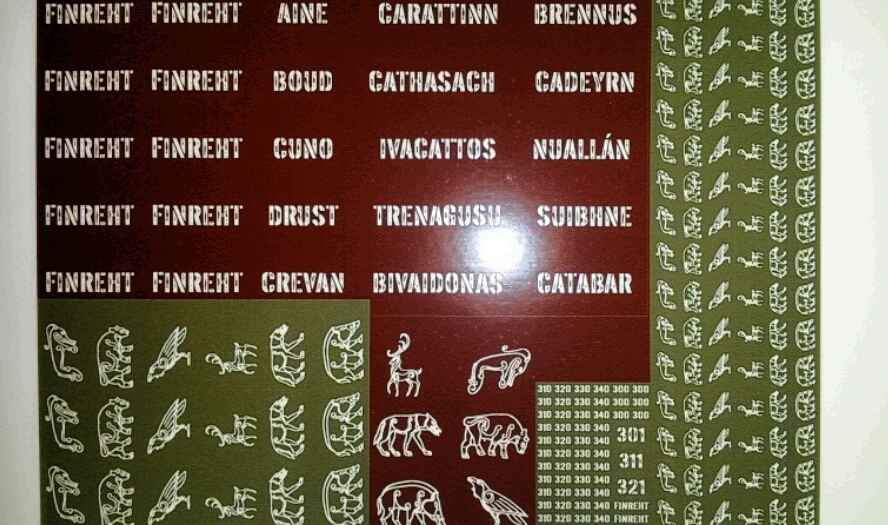 FINREHT FINREHT AINE CARATTINN BRENNUS
FINREHT FINREHT BOUD CATHASACH CADEYRN
FINREHT FINREHT CUNO IVACATTOS NUALLÁN
FINREHT FINREHT DRUST TRENAGUSU SUIBHNE
FINREHT FINREHT CREVAN BIVAIDONAS CATABAR
310 320 330 340 300 300
310 320 330 340 300 300
310 320 330 340 300 300
310 320 330 340
310 320 330 340 301
310 320 330 340
310 320 330 340 311
310 320 330 340
310 320 330 340 321
310 320 330 340 FINREHT
310 320 330 340 FINREHT